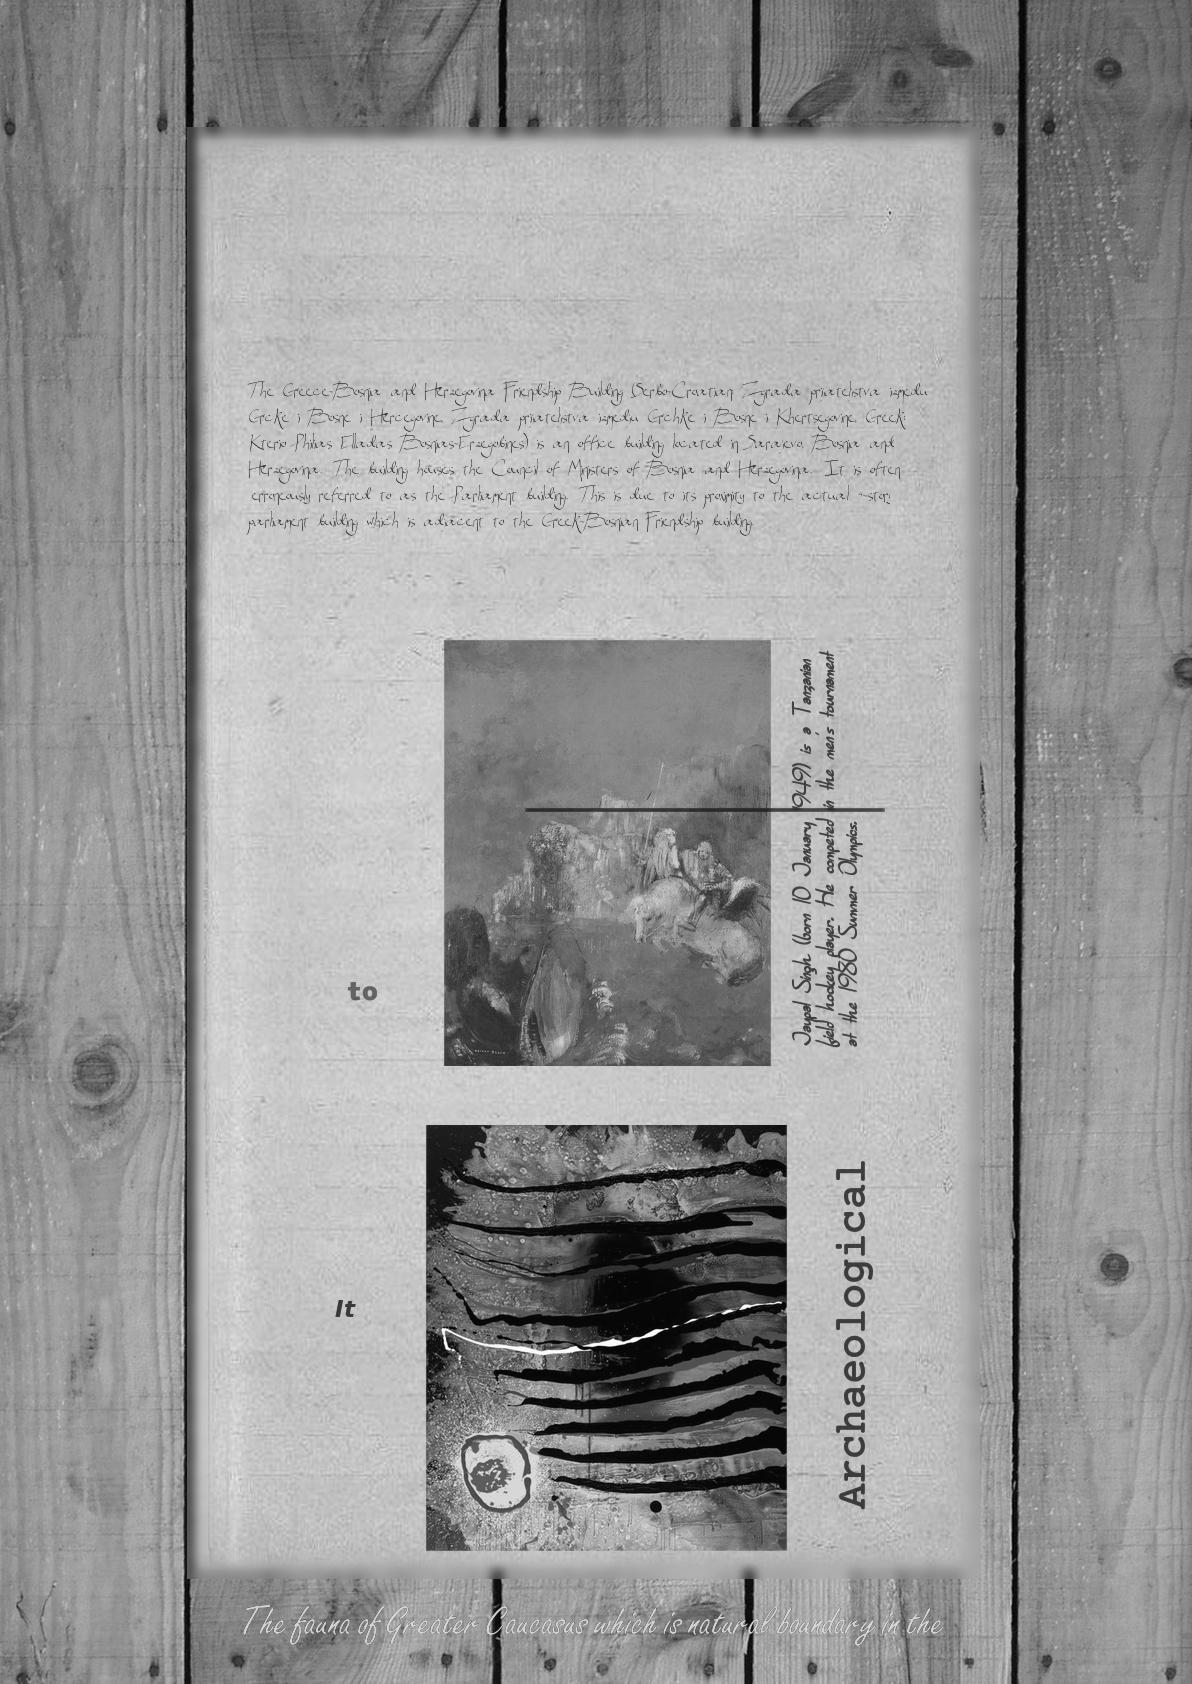 The Greece-Bosnia and Herzegovina Friendship Building (Serbo-Croatian Zgrada prijateljstva između
Grčke i Bosne i Hercegovine, Zgrada prijateljstva između Grchke i Bosne i Khertsegovine, Greek:
Ktirio Philias Elladas Bosnias-Erzegobines) is an office building located in Sarajevo, Bosnia and
Herzegovina. The building houses the Council of Ministers of Bosnia and Herzegovina. It is often
erroneously referred to as the Parliament building. This is due to its proximity to the actual -story
parliament building which is adjacent to the Greek-Bosnian Friendship building.
Jaypal Singh (born 10 January 1949) is a Tanzanian
field hockey player. He competed in the men's tournament
at the 1980 Summer Olympics.
to
It
Archaeological
The fauna of Greater Caucasus which is natural boundary in the